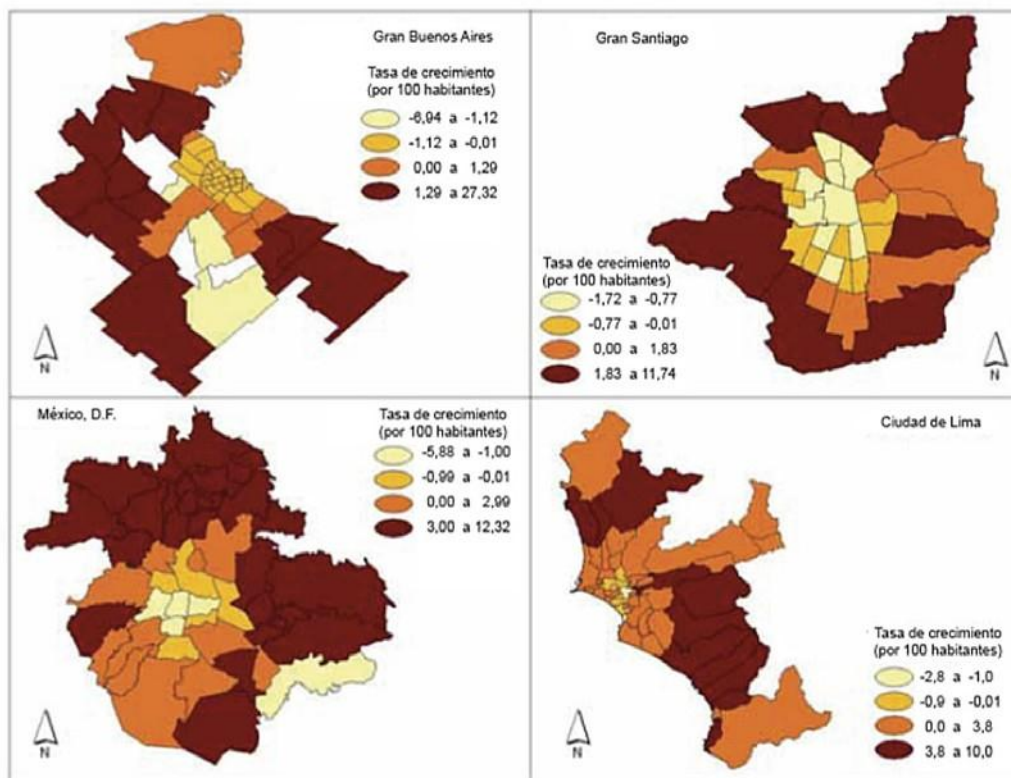 Gran Buenos Aires
Tasa de crecimiento
(por 100 habitantes)
-6,94 a -1,12
-1,12 a -0,01
0,00 a 1,29
1,29 a 27,32
N
Gran Santiago
Tasa de crecimiento
(por 100 habitantes)
-1,72 a -0,77
-0,77 a -0,01
0,00 a 1,83
1,83 a 11,74
N
México, D.F.
Tasa de crecimiento
(por 100 habitantes)
-5,88 a -1,00
-0,99 a -0,01
0,00 a 2,99
3,00 a 12,32
N
Ciudad de Lima
Tasa de crecimiento
(por 100 habitantes)
-2,8 a -1,0
-0,9 a -0,01
0,0 a 3,8
3,8 a 10,0
N